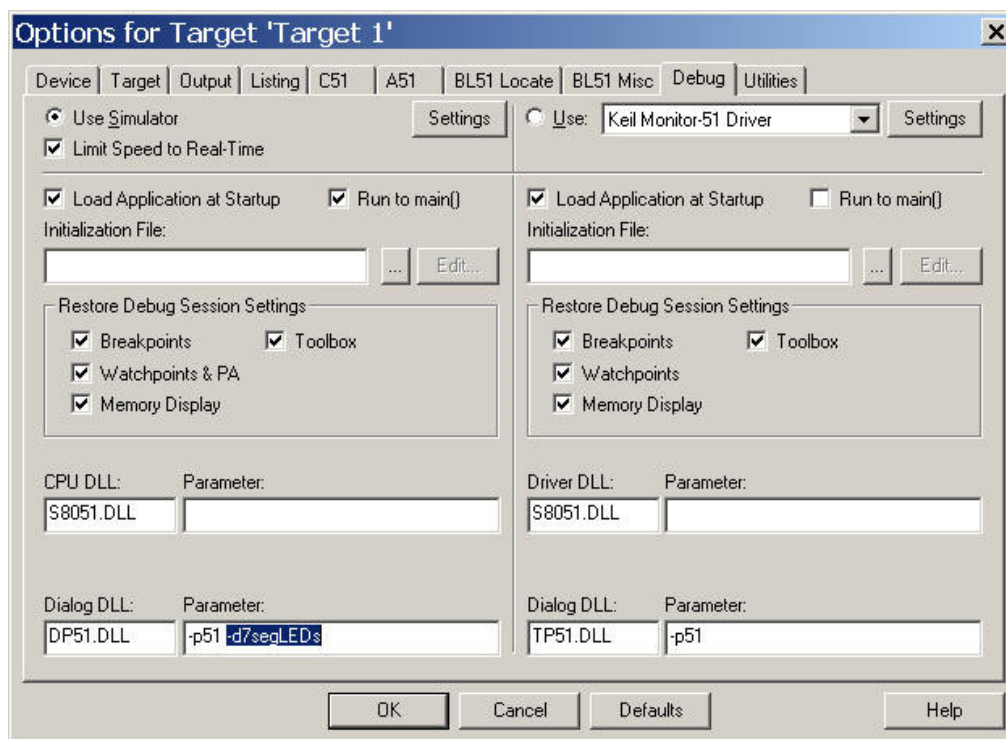 Options for Target 'Target 1'
Device Target Output Listing C51 A51 BL51 Locate BL51 Misc Debug Utilities
Use Simulator Settings Use: Keil Monitor-51 Driver Settings
Limit Speed to Real-Time
Load Application at Startup Run to main() Load Application at Startup Run to main()
Initialization File: Initialization File:
... Edit... ... Edit...
Restore Debug Session Settings Restore Debug Session Settings
Breakpoints Toolbox Breakpoints Toolbox
Watchpoints & PA Watchpoints
Memory Display Memory Display
CPU DLL: Parameter: Driver DLL: Parameter:
S8051.DLL S8051.DLL
Dialog DLL: Parameter: Dialog DLL: Parameter:
DP51.DLL -p51 -d7segLEDs TP51.DLL -p51
OK Cancel Defaults Help